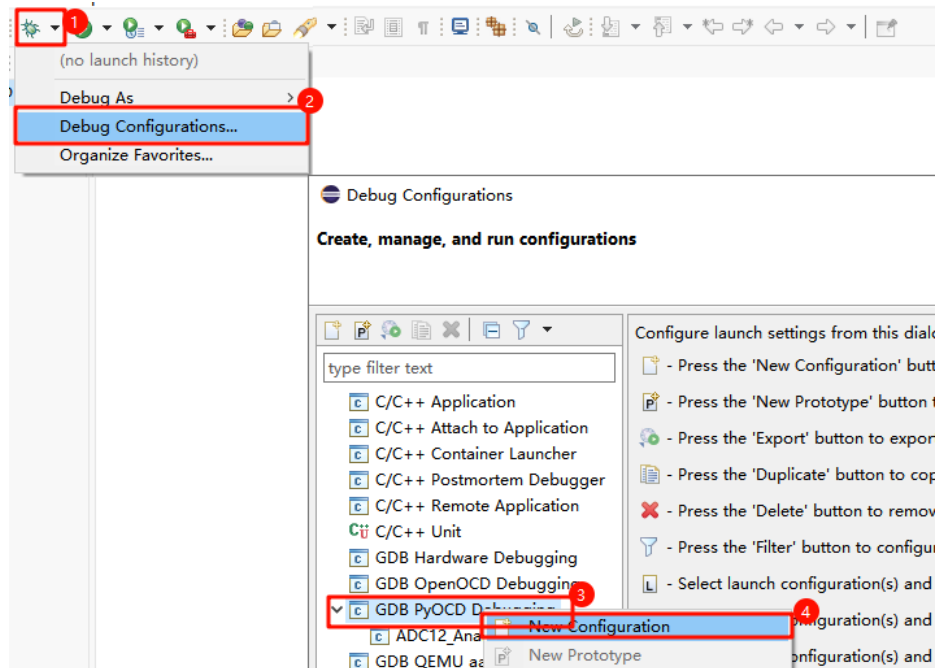 1
(no launch history)
Debug As
2
Debug Configurations...
Organize Favorites...
Debug Configurations
Create, manage, and run configurations
type filter text
C/C++ Application
C/C++ Attach to Application
C/C++ Container Launcher
C/C++ Postmortem Debugger
C/C++ Remote Application
C/C++ Unit
GDB Hardware Debugging
GDB OpenOCD Debugging
3
GDB PyOCD Debugging
ADC12_Ana
GDB QEMU aa
4
New Configuration
New Prototype
Configure launch settings from this dial
- Press the 'New Configuration' butt
- Press the 'New Prototype' button t
- Press the 'Export' button to export
- Press the 'Duplicate' button to cop
- Press the 'Delete' button to remov
- Press the 'Filter' button to configu
- Select launch configuration(s) and
onfiguration(s) and
onfiguration(s) and